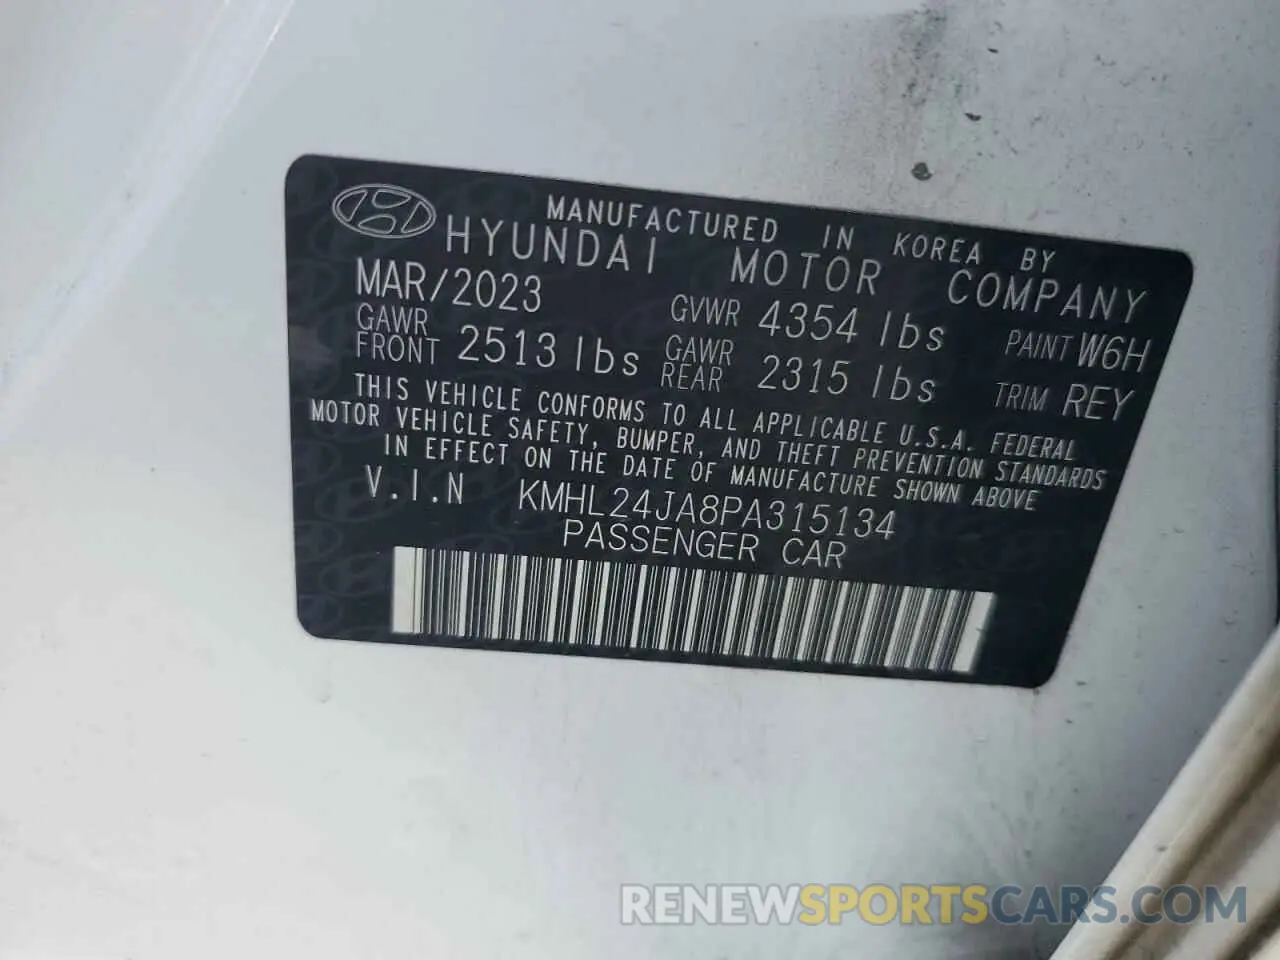 MANUFACTURED IN KOREA BY
HYUNDAI MOTOR COMPANY
MAR/2023 GVWR 4354 lbs PAINT W6H
GAWR FRONT 2513 lbs GAWR REAR 2315 lbs TRIM REY
THIS VEHICLE CONFORMS TO ALL APPLICABLE U.S.A. FEDERAL
MOTOR VEHICLE SAFETY, BUMPER, AND THEFT PREVENTION STANDARDS
IN EFFECT ON THE DATE OF MANUFACTURE SHOWN ABOVE
V.I.N KMHL24JA8PA315134
PASSENGER CAR
RENEWSPORTSCARS.COM